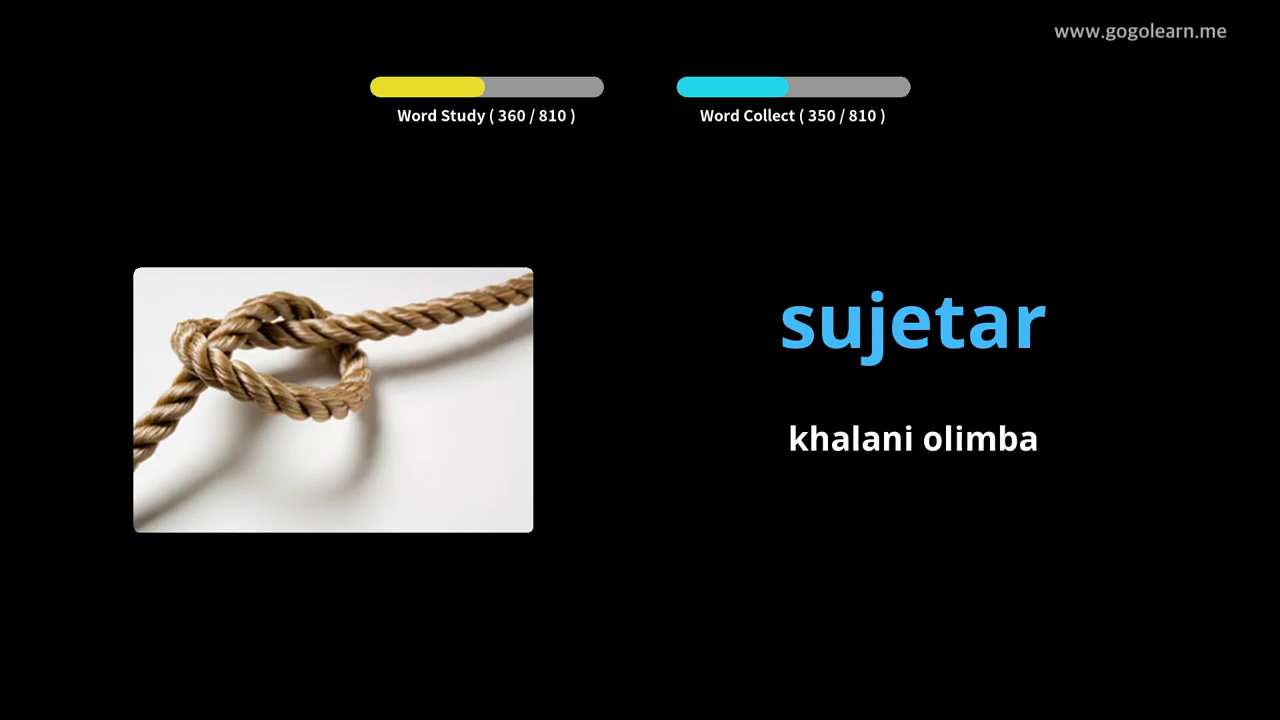 www.gogolearn.me
Word Study ( 360 / 810 )
Word Collect ( 350 / 810 )
sujetar
khalani olimba